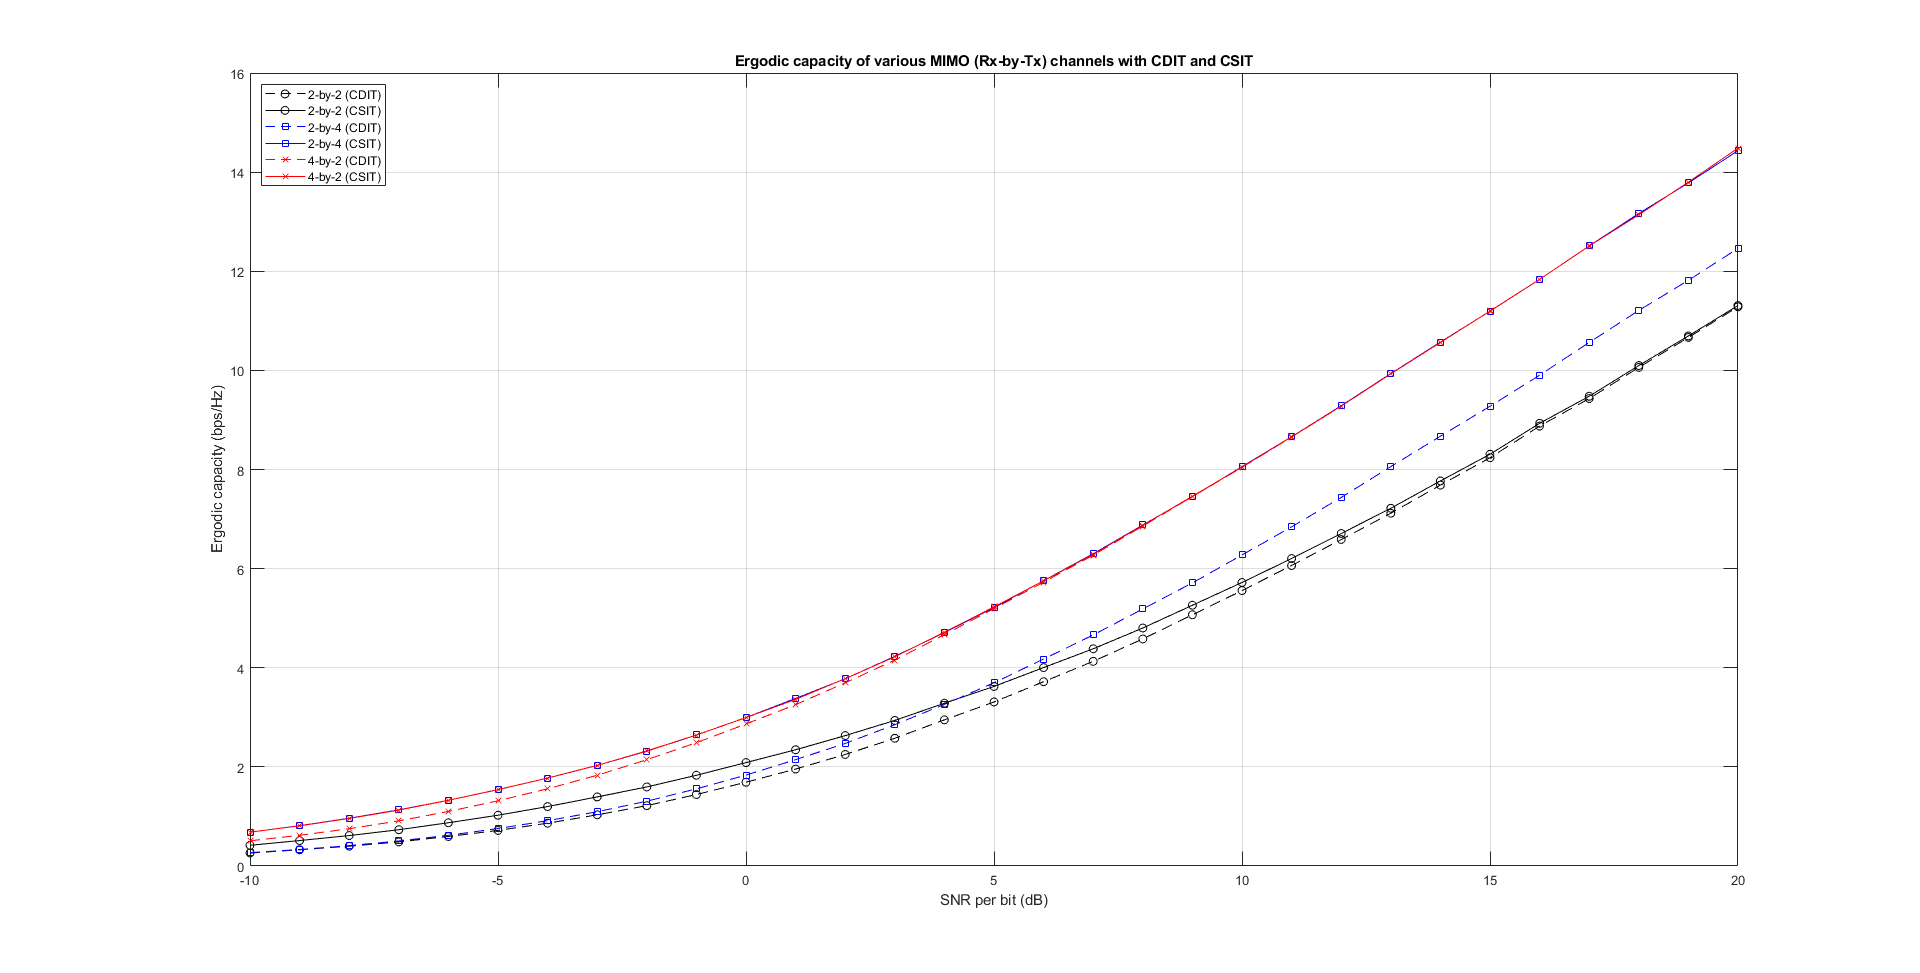 Ergodic capacity of various MIMO (Rx-by-Tx) channels with CDIT and CSIT
16
14
12
10
8
6
4
2
0
Ergodic capacity (bps/Hz)
2-by-2 (CDIT)
2-by-2 (CSIT)
2-by-4 (CDIT)
2-by-4 (CSIT)
4-by-2 (CDIT)
4-by-2 (CSIT)
-10 -5 0 5 10 15 20
SNR per bit (dB)